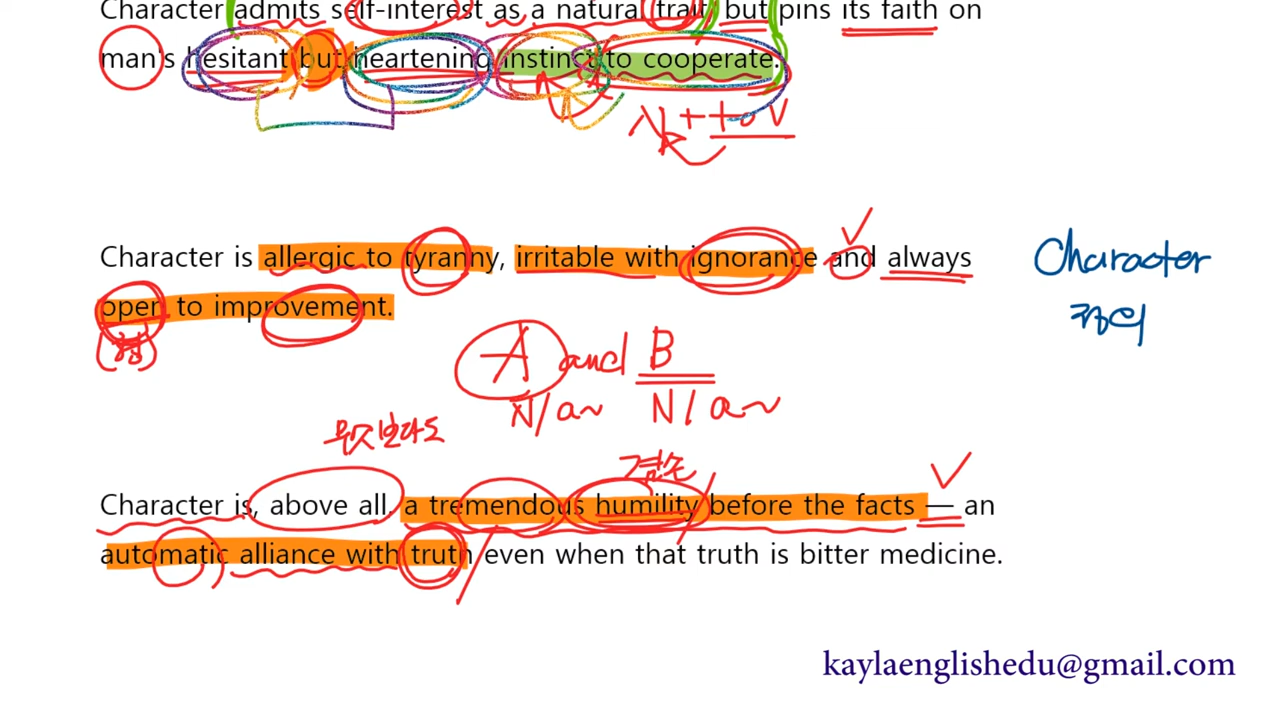 Character admits self-interest as a natural trait, but pins its faith on
man's hesitant but heartening instinct to cooperate.
+ to V
Character is allergic to tyranny, irritable with ignorance and always
Character
open to improvement.
정의
A and B
N/a~ N/a~
무엇보다도
겸손
Character is, above all, a tremendous humility before the facts — an
automatic alliance with truth even when that truth is bitter medicine.
kaylaenglishedu@gmail.com